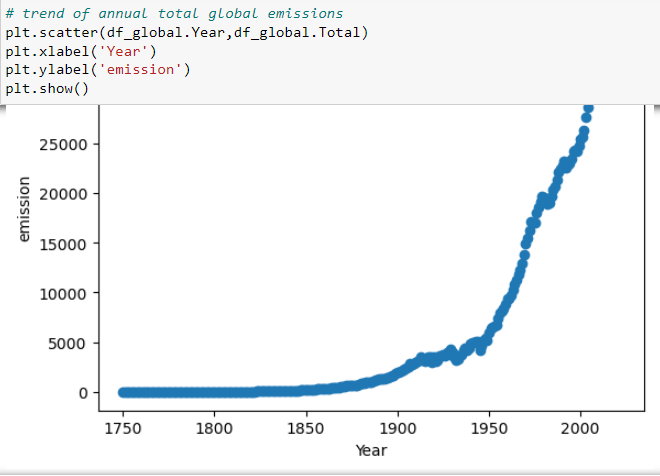 # trend of annual total global emissions
plt.scatter(df_global.Year,df_global.Total)
plt.xlabel('Year')
plt.ylabel('emission')
plt.show()
25000
20000
15000
10000
5000
0
emission
1750 1800 1850 1900 1950 2000
Year